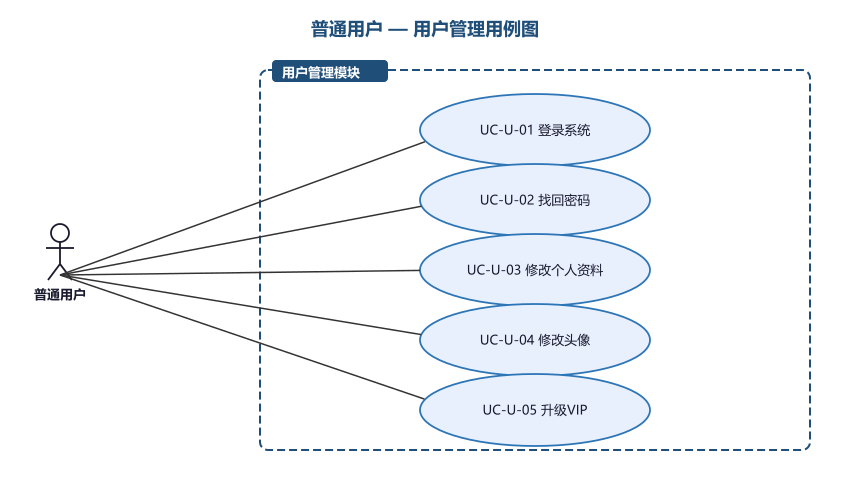 普通用户 — 用户管理用例图
用户管理模块
UC-U-01 登录系统
UC-U-02 找回密码
UC-U-03 修改个人资料
UC-U-04 修改头像
UC-U-05 升级VIP
普通用户